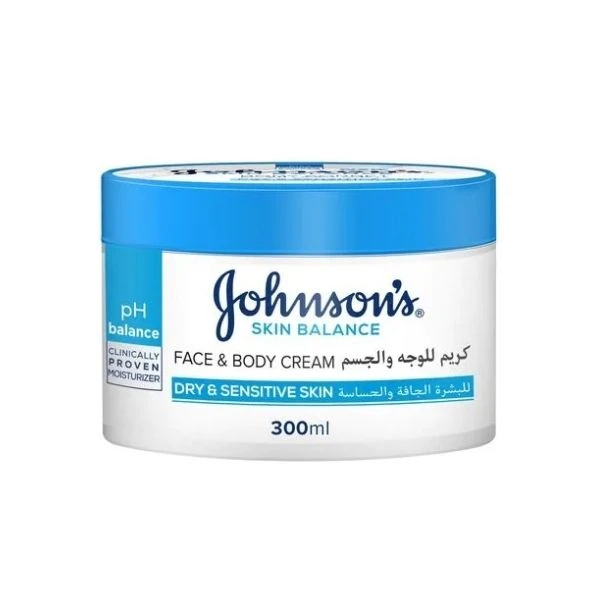 Johnson's®
SKIN BALANCE
pH
balance
CLINICALLY
PROVEN
MOISTURIZER
FACE & BODY CREAM كريم للوجه والجسم
DRY & SENSITIVE SKIN للبشرة الجافة والحساسة
300ml